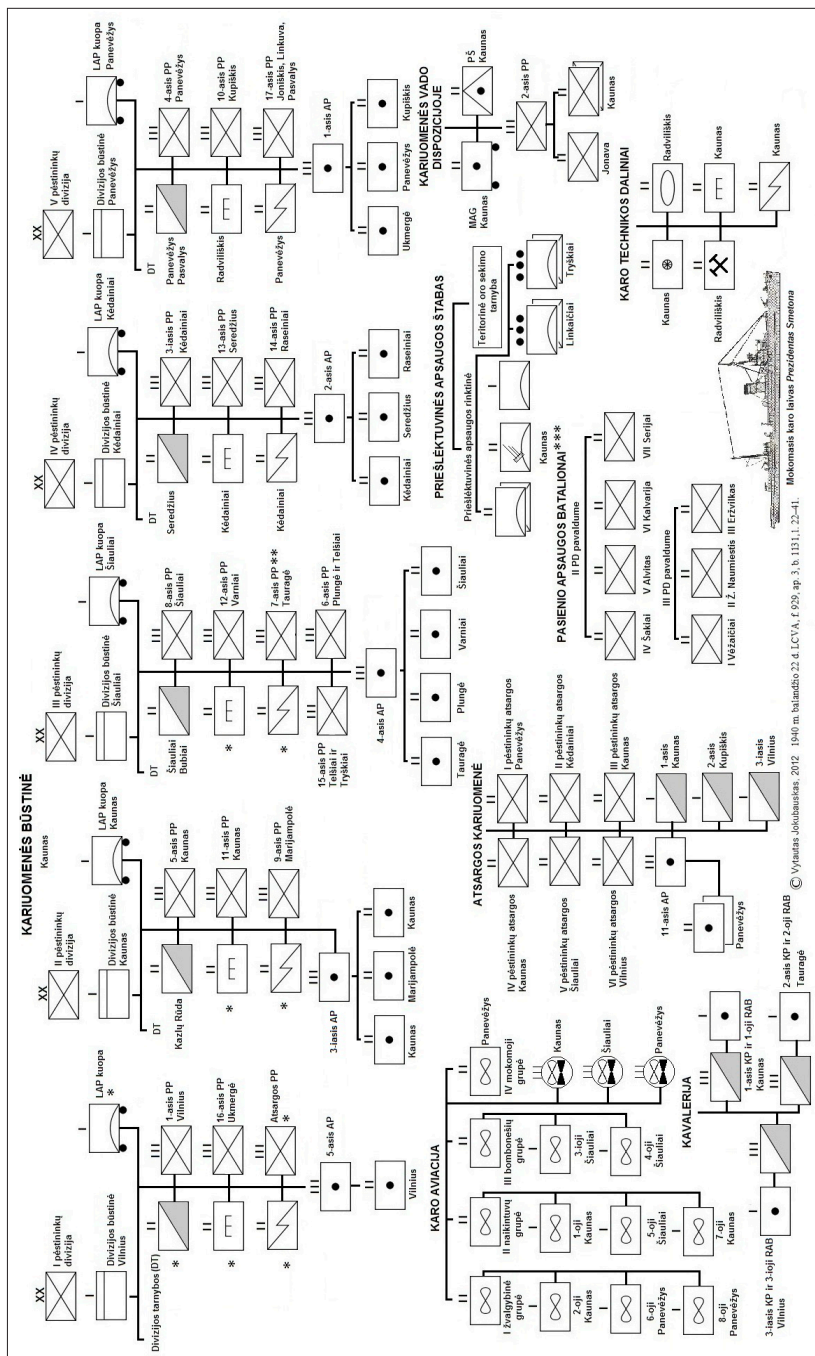 KARIUOMENĖS BŪSTINĖ
Kaunas
XX
I pėstininkų
divizija
Divizijos būstinė
Vilnius
LAP kuopa
*
Divizijos tarnybos (DT)
*
1-asis PP
Vilnius
*
16-asis PP
Ukmergė
*
Atsargos PP
*
5-asis AP
Vilnius
XX
II pėstininkų
divizija
Divizijos būstinė
Kaunas
LAP kuopa
Kaunas
DT
Kazlų Rūda
5-asis PP
Kaunas
*
11-asis PP
Kaunas
*
9-asis PP
Marijampolė
3-iasis AP
Kaunas
Marijampolė
Kaunas
XX
III pėstininkų
divizija
Divizijos būstinė
Šiauliai
LAP kuopa
Šiauliai
DT
Šiauliai
Bubiai
8-asis PP
Šiauliai
*
12-asis PP
Varniai
*
7-asis PP **
Tauragė
15-asis PP
Telšiai ir
Tryškiai
6-asis PP
Plungė ir Telšiai
4-asis AP
Tauragė
Plungė
Varniai
Šiauliai
XX
IV pėstininkų
divizija
Divizijos būstinė
Kėdainiai
LAP kuopa
Kėdainiai
DT
Seredžius
3-iasis PP
Kėdainiai
Kėdainiai
13-asis PP
Seredžius
Kėdainiai
14-asis PP
Raseiniai
2-asis AP
Kėdainiai
Seredžius
Raseiniai
XX
V pėstininkų
divizija
Divizijos būstinė
Panevėžys
LAP kuopa
Panevėžys
DT
Panevėžys
Pasvalys
4-asis PP
Panevėžys
Radviliškis
10-asis PP
Kupiškis
Panevėžys
17-asis PP
Joniškis, Linkuva,
Pasvalys
1-asis AP
Ukmergė
Panevėžys
Kupiškis
KARO AVIACIJA
I žvalgybinė
grupė
2-oji
Kaunas
6-oji
Panevėžys
8-oji
Panevėžys
II naikintuvų
grupė
1-oji
Kaunas
5-oji
Šiauliai
7-oji
Kaunas
III bombonešių
grupė
3-ioji
Šiauliai
4-oji
Šiauliai
IV mokomoji
grupė
Panevėžys
Kaunas
Šiauliai
Panevėžys
KAVALERIJA
3-iasis KP ir 3-ioji RAB
Vilnius
1-asis KP ir 1-oji RAB
Kaunas
2-asis KP ir 2-oji RAB
Tauragė
ATSARGOS KARIUOMENĖ
IV pėstininkų atsargos
Kaunas
I pėstininkų atsargos
Panevėžys
V pėstininkų atsargos
Šiauliai
II pėstininkų atsargos
Kėdainiai
VI pėstininkų atsargos
Vilnius
III pėstininkų atsargos
Kaunas
11-asis AP
Panevėžys
1-asis
Kaunas
2-asis
Kupiškis
3-iasis
Vilnius
PRIEŠLĖKTUVINĖS APSAUGOS ŠTABAS
Priešlėktuvinės apsaugos rinktinė
Teritorinė oro sekimo
tarnyba
Kaunas
Linkaičiai
Tryškiai
PASIENIO APSAUGOS BATALIONAI***
II PD pavaldume
IV Šakiai
V Alvitas
VI Kalvarija
VII Serijai
III PD pavaldume
I Vėžaičiai
II Ž. Naumiestis
III Eržvilkas
KARIUOMENĖS VADO
DISPOZICIJOJE
MAG
Kaunas
PŠ
Kaunas
2-asis PP
Jonava
Kaunas
KARO TECHNIKOS DALINIAI
Kaunas
Radviliškis
Radviliškis
Kaunas
Kaunas
Mokomasis karo laivas Prezidentas Smetona
© Vytautas Jokubauskas, 2012 1940 m. balandžio 22 d. LCVA, f. 929, ap. 3, b. 1131, l. 22–41.